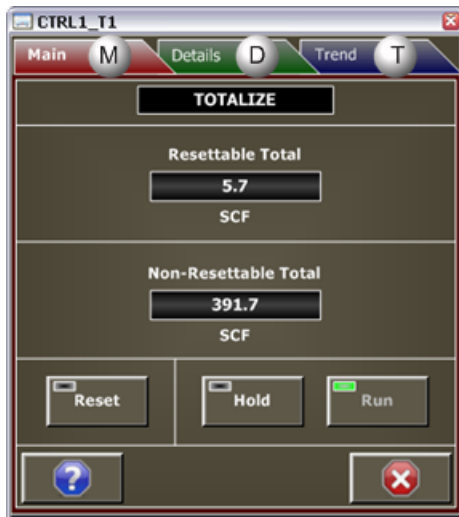 CTRL1_T1
Main M Details D Trend T
TOTALIZE
Resettable Total
5.7
SCF
Non-Resettable Total
391.7
SCF
Reset Hold Run
?